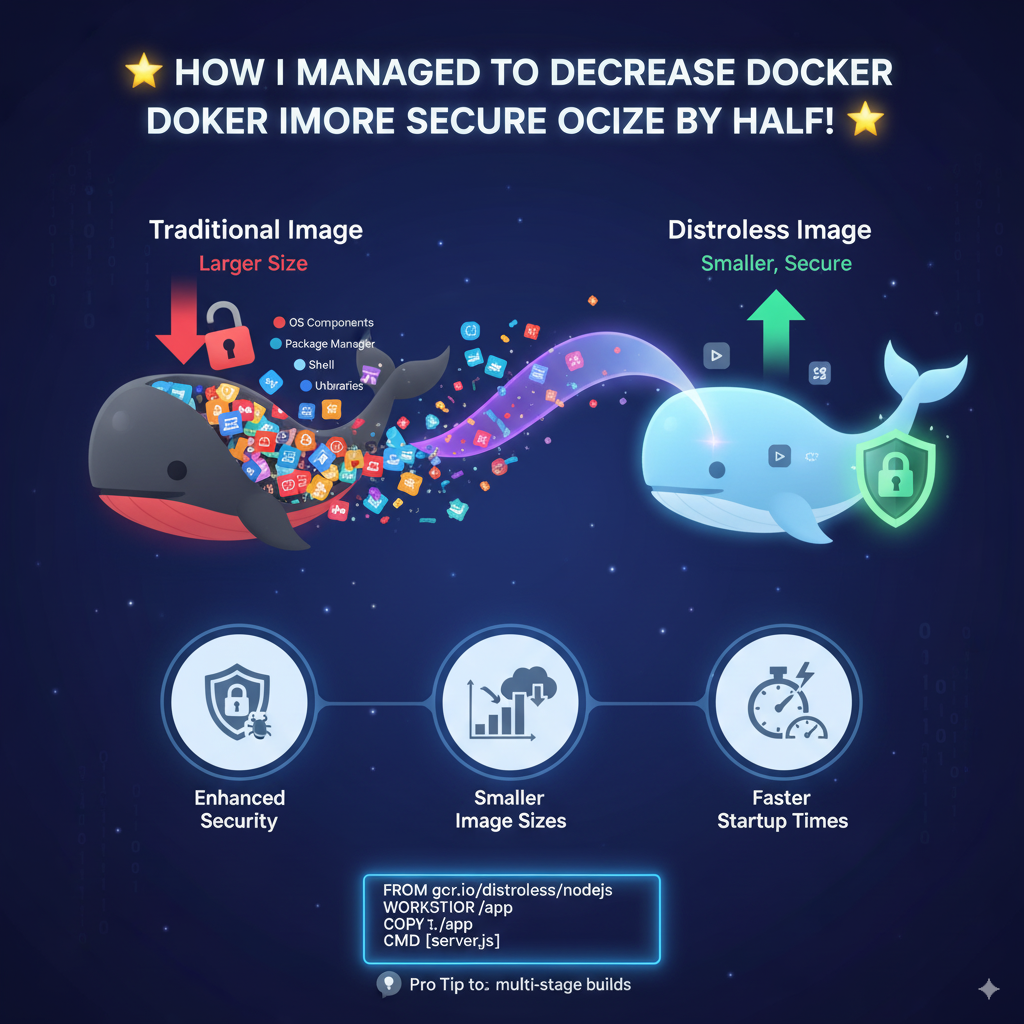 HOW I MANAGED TO DECREASE DOCKER
DOKER IMORE SECURE OCIZE BY HALF!
Traditional Image
Larger Size
Distroless Image
Smaller, Secure
OS Components
Package Manager
Shell
Unbraries
Enhanced
Security
Smaller
Image Sizes
Faster
Startup Times
FROM gcr.io/distroless/nodejs
WORKSTIOR /app
COPY ./app
CMD [server.js]
Pro Tip to: multi-stage builds